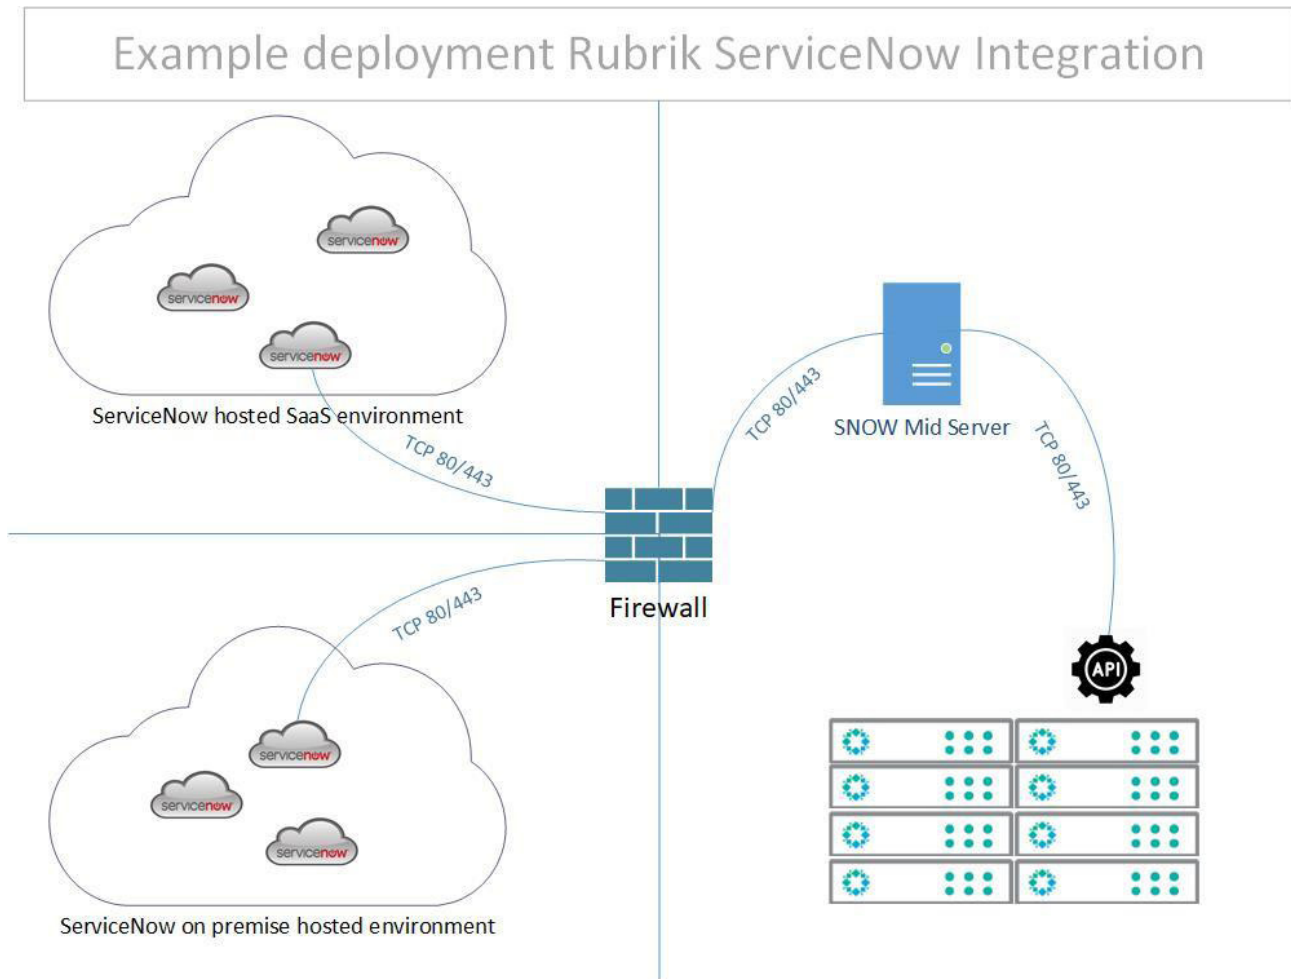 Example deployment Rubrik ServiceNow Integration
servicenow
servicenow
servicenow
ServiceNow hosted SaaS environment
TCP 80/443
TCP 80/443
SNOW Mid Server
TCP 80/443
Firewall
TCP 80/443
API
servicenow
servicenow
servicenow
ServiceNow on premise hosted environment